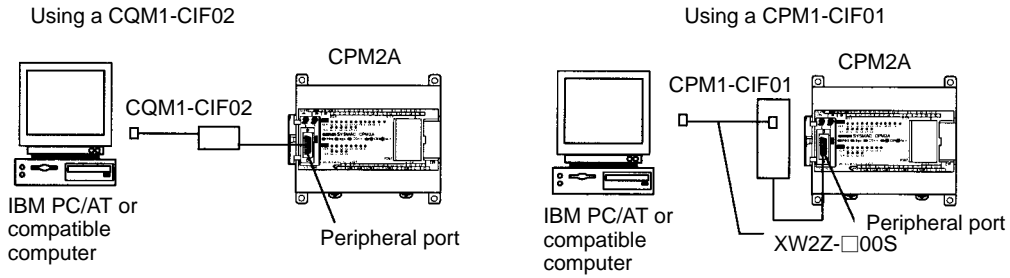 Using a CQM1-CIF02
CPM2A
CQM1-CIF02
IBM PC/AT or
compatible
computer
Peripheral port
Using a CPM1-CIF01
CPM2A
CPM1-CIF01
IBM PC/AT or
compatible
computer
Peripheral port
XW2Z-□00S